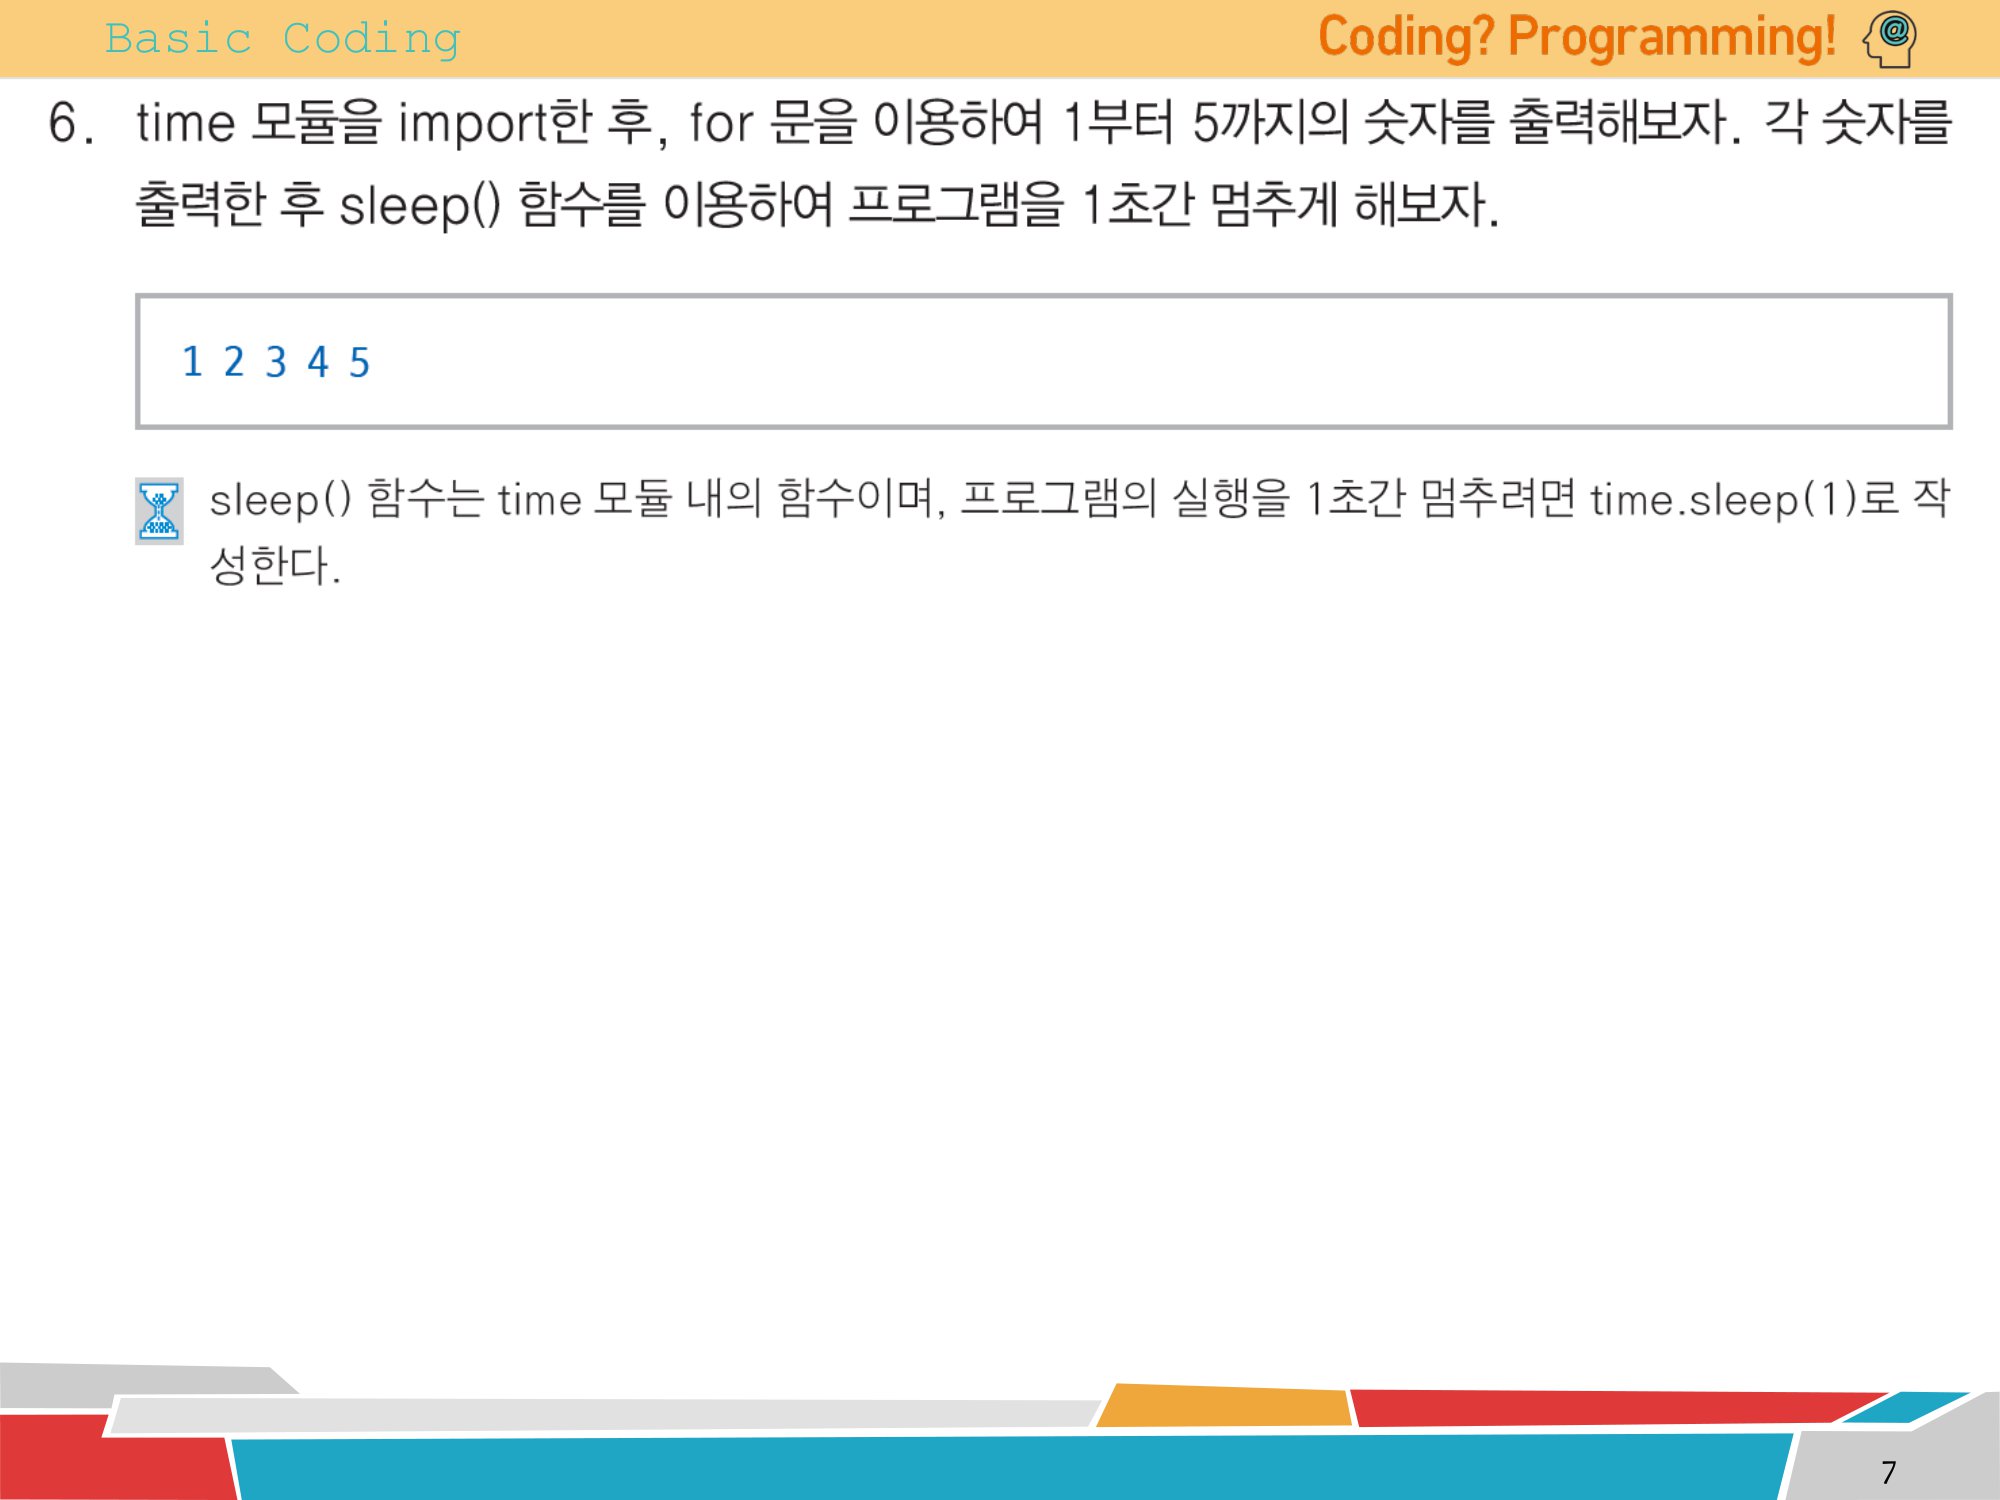 Basic Coding
Coding? Programming!
6. time 모듈을 import한 후, for 문을 이용하여 1부터 5까지의 숫자를 출력해보자. 각 숫자를
출력한 후 sleep() 함수를 이용하여 프로그램을 1초간 멈추게 해보자.
1 2 3 4 5
sleep() 함수는 time 모듈 내의 함수이며, 프로그램의 실행을 1초간 멈추려면 time.sleep(1)로 작
성한다.
7